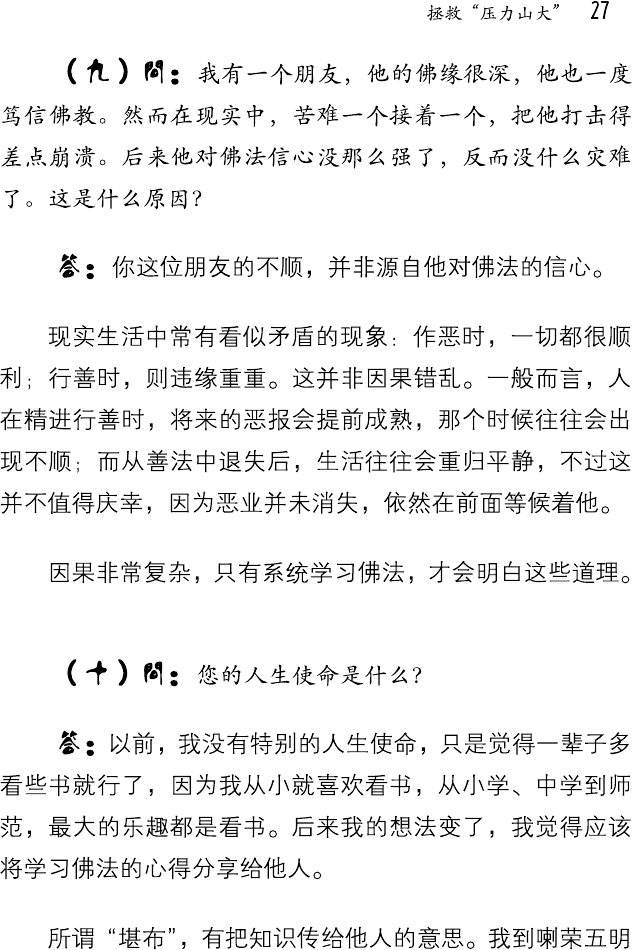 拯救“压力山大” 27
（九）問：我有一个朋友，他的佛缘很深，他也一度
笃信佛教。然而在现实中，苦难一个接着一个，把他打击得
差点崩溃。后来他对佛法信心没那么强了，反而没什么灾难
了。这是什么原因？
答：你这位朋友的不顺，并非源自他对佛法的信心。
现实生活中常有看似矛盾的现象：作恶时，一切都很顺
利；行善时，则违缘重重。这并非因果错乱。一般而言，人
在精进行善时，将来的恶报会提前成熟，那个时候往往会出
现不顺；而从善法中退失后，生活往往会重归平静，不过这
并不值得庆幸，因为恶业并未消失，依然在前面等候着他。
因果非常复杂，只有系统学习佛法，才会明白这些道理。
（十）問：您的人生使命是什么？
答：以前，我没有特别的人生使命，只是觉得一辈子多
看些书就行了，因为我从小就喜欢看书，从小学、中学到师
范，最大的乐趣都是看书。后来我的想法变了，我觉得应该
将学习佛法的心得分享给他人。
所谓“堪布”，有把知识传给他人的意思。我到喇荣五明